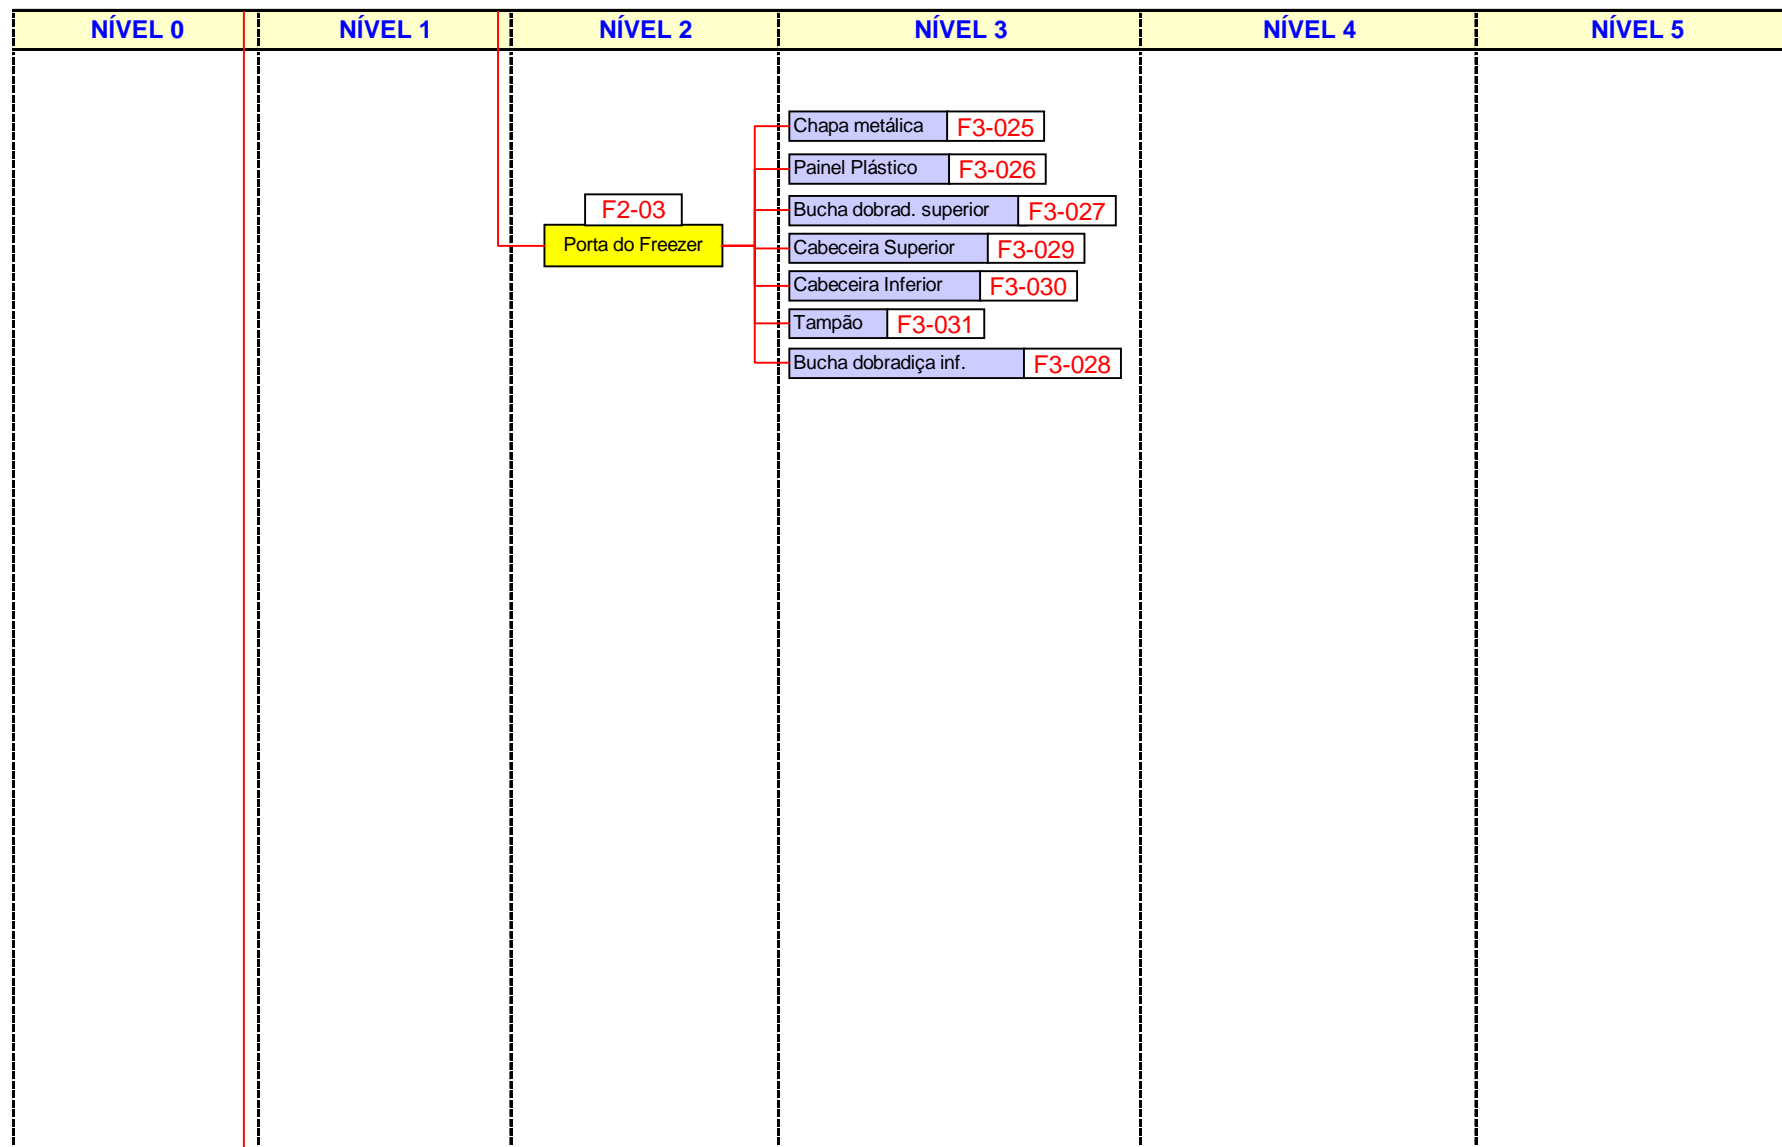 NÍVEL 0 NÍVEL 1 NÍVEL 2 NÍVEL 3 NÍVEL 4 NÍVEL 5
Chapa metálica F3-025
Painel Plástico F3-026
F2-03
Bucha dobrad. superior F3-027
Porta do Freezer
Cabeceira Superior F3-029
Cabeceira Inferior F3-030
Tampão F3-031
Bucha dobradiça inf. F3-028